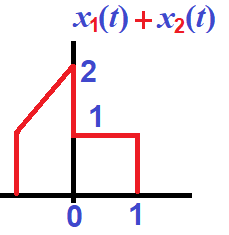 x1(t) + x2(t)
2
1
0 1